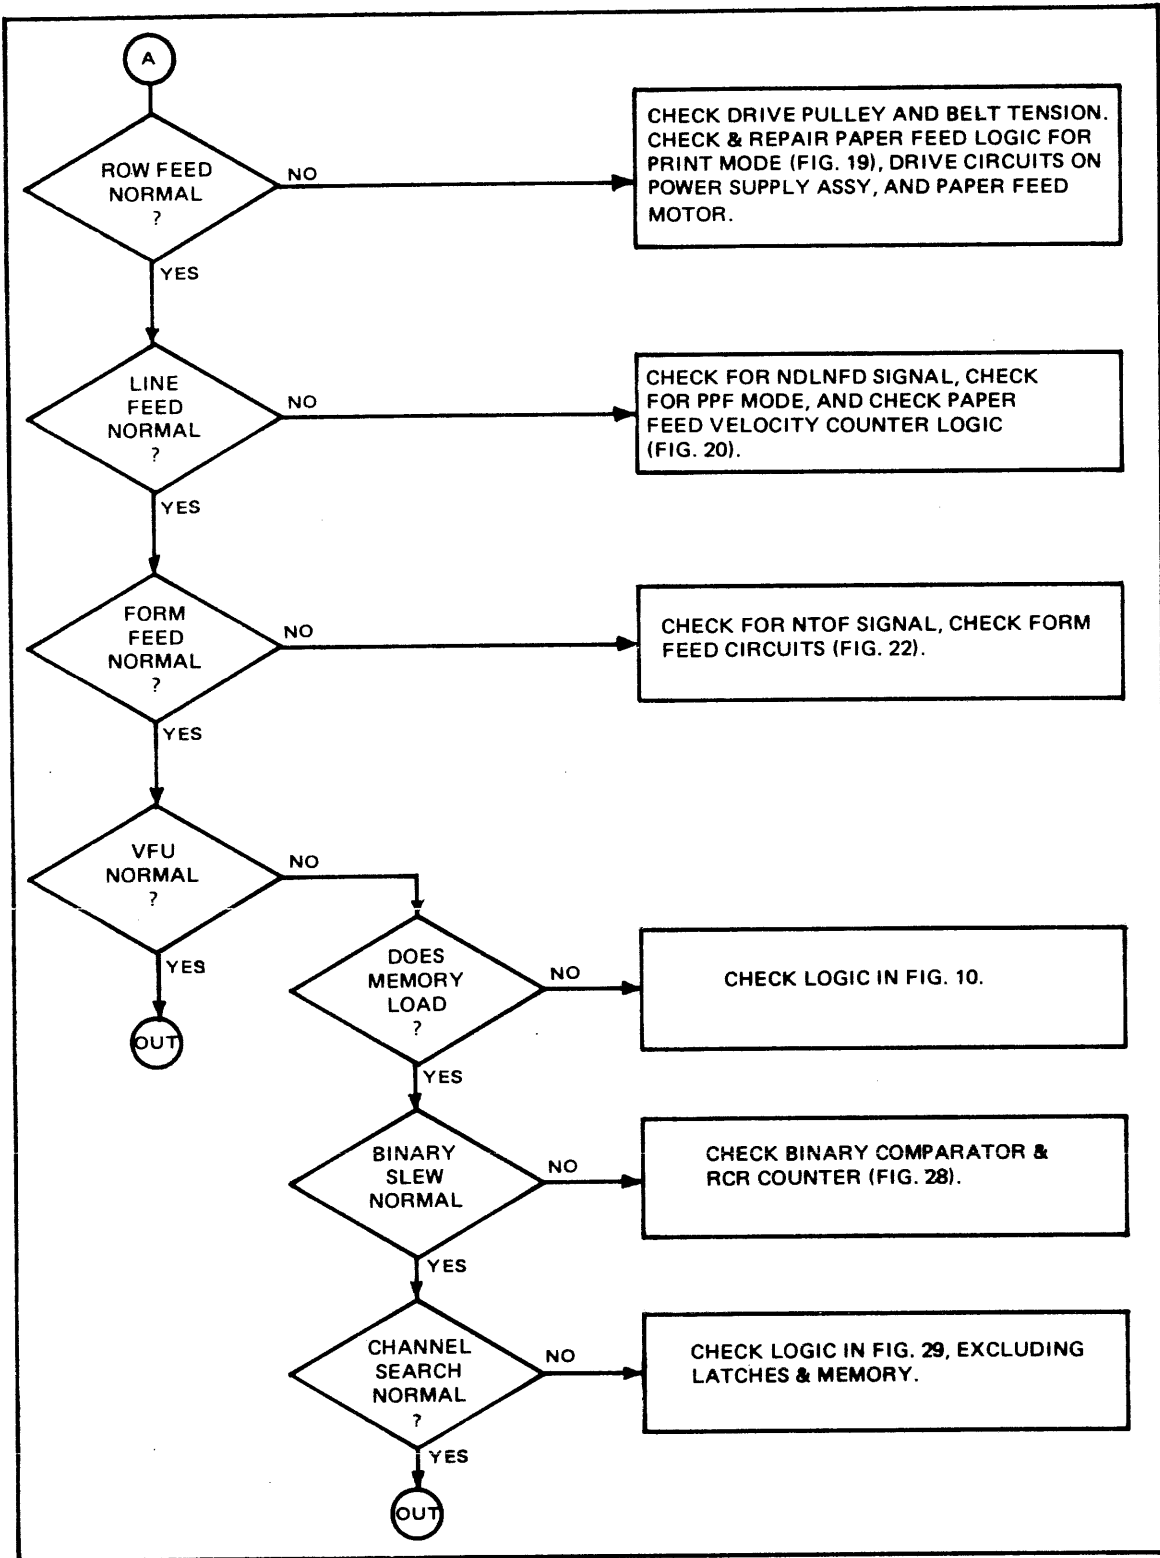 A
ROW FEED
NORMAL
?
NO
CHECK DRIVE PULLEY AND BELT TENSION.
CHECK & REPAIR PAPER FEED LOGIC FOR
PRINT MODE (FIG. 19), DRIVE CIRCUITS ON
POWER SUPPLY ASSY, AND PAPER FEED
MOTOR.
YES
LINE
FEED
NORMAL
?
NO
CHECK FOR NDLNFD SIGNAL, CHECK
FOR PPF MODE, AND CHECK PAPER
FEED VELOCITY COUNTER LOGIC
(FIG. 20).
YES
FORM
FEED
NORMAL
?
NO
CHECK FOR NTOF SIGNAL, CHECK FORM
FEED CIRCUITS (FIG. 22).
YES
VFU
NORMAL
?
NO
YES
OUT
DOES
MEMORY
LOAD
?
NO
CHECK LOGIC IN FIG. 10.
YES
BINARY
SLEW
NORMAL
NO
CHECK BINARY COMPARATOR &
RCR COUNTER (FIG. 28).
YES
CHANNEL
SEARCH
NORMAL
?
NO
CHECK LOGIC IN FIG. 29, EXCLUDING
LATCHES & MEMORY.
YES
OUT